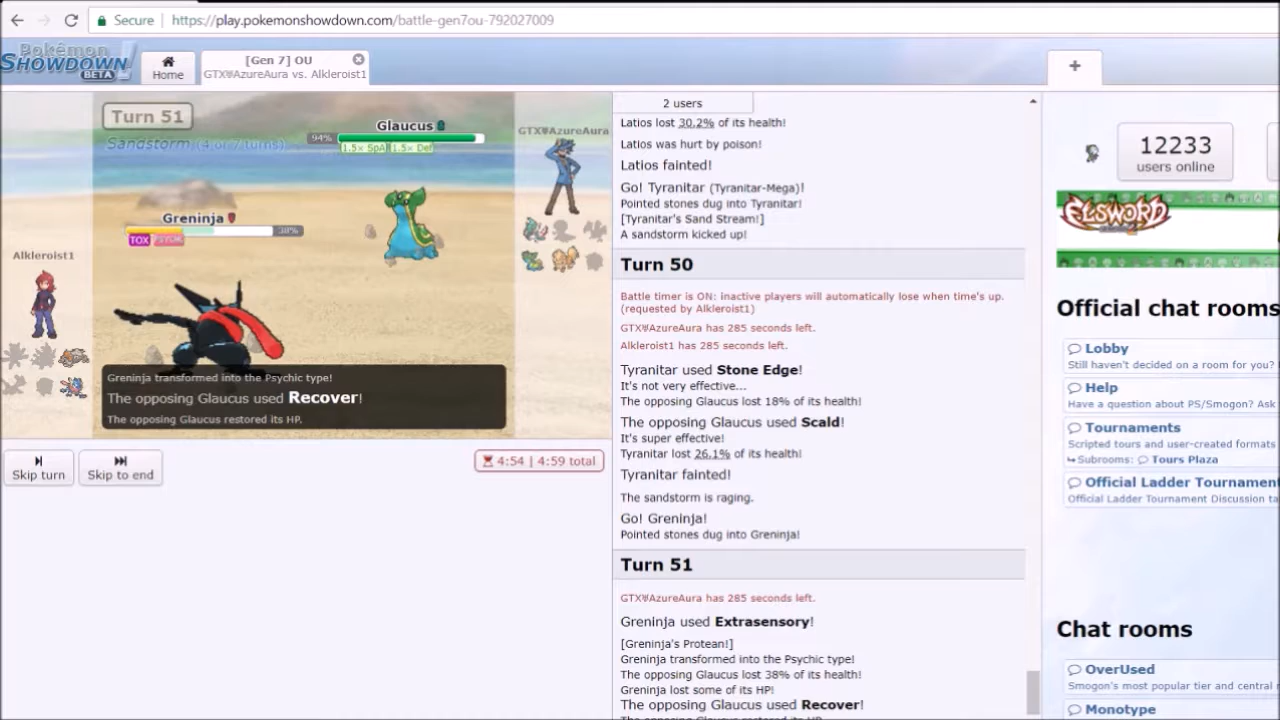 Secure
https://play.pokemonshowdown.com/battle-gen7ou-792027009
Pokémon
SHOWDOWN!
BETA
Home
[Gen 7] OU
GTX¥AzureAura vs. Alkleroist1
+
Turn 51
Sandstorm (4 or 7 turns)
Glaucus
94%
1.5× SpA
1.5× Def
GTX¥AzureAura
Greninja
38%
TOX
PSYCHIC
Alkleroist1
Greninja transformed into the Psychic type!
The opposing Glaucus used Recover!
The opposing Glaucus restored its HP.
Skip turn
Skip to end
4:54 | 4:59 total
2 users
Latios lost 30.2% of its health!
Latios was hurt by poison!
Latios fainted!
Go! Tyranitar (Tyranitar-Mega)!
Pointed stones dug into Tyranitar!
[Tyranitar's Sand Stream!]
A sandstorm kicked up!
Turn 50
Battle timer is ON: inactive players will automatically lose when time's up.
(requested by Alkleroist1)
GTX¥AzureAura has 285 seconds left.
Alkleroist1 has 285 seconds left.
Tyranitar used Stone Edge!
It's not very effective...
The opposing Glaucus lost 18% of its health!
The opposing Glaucus used Scald!
It's super effective!
Tyranitar lost 26.1% of its health!
Tyranitar fainted!
The sandstorm is raging.
Go! Greninja!
Pointed stones dug into Greninja!
Turn 51
GTX¥AzureAura has 285 seconds left.
Greninja used Extrasensory!
[Greninja's Protean!]
Greninja transformed into the Psychic type!
The opposing Glaucus lost 38% of its health!
Greninja lost some of its HP!
The opposing Glaucus used Recover!
The opposing Glaucus restored its HP.
12233
users online
ELSWORD
Official chat rooms
Lobby
Still haven't decided on a room for you?
Help
Have a question about PS/Smogon? Ask
Tournaments
Scripted tours and user-created formats
Subrooms: Tours Plaza
Official Ladder Tournament
Official Ladder Tournament Discussion ta
Chat rooms
OverUsed
Smogon's most popular tier and central
Monotype